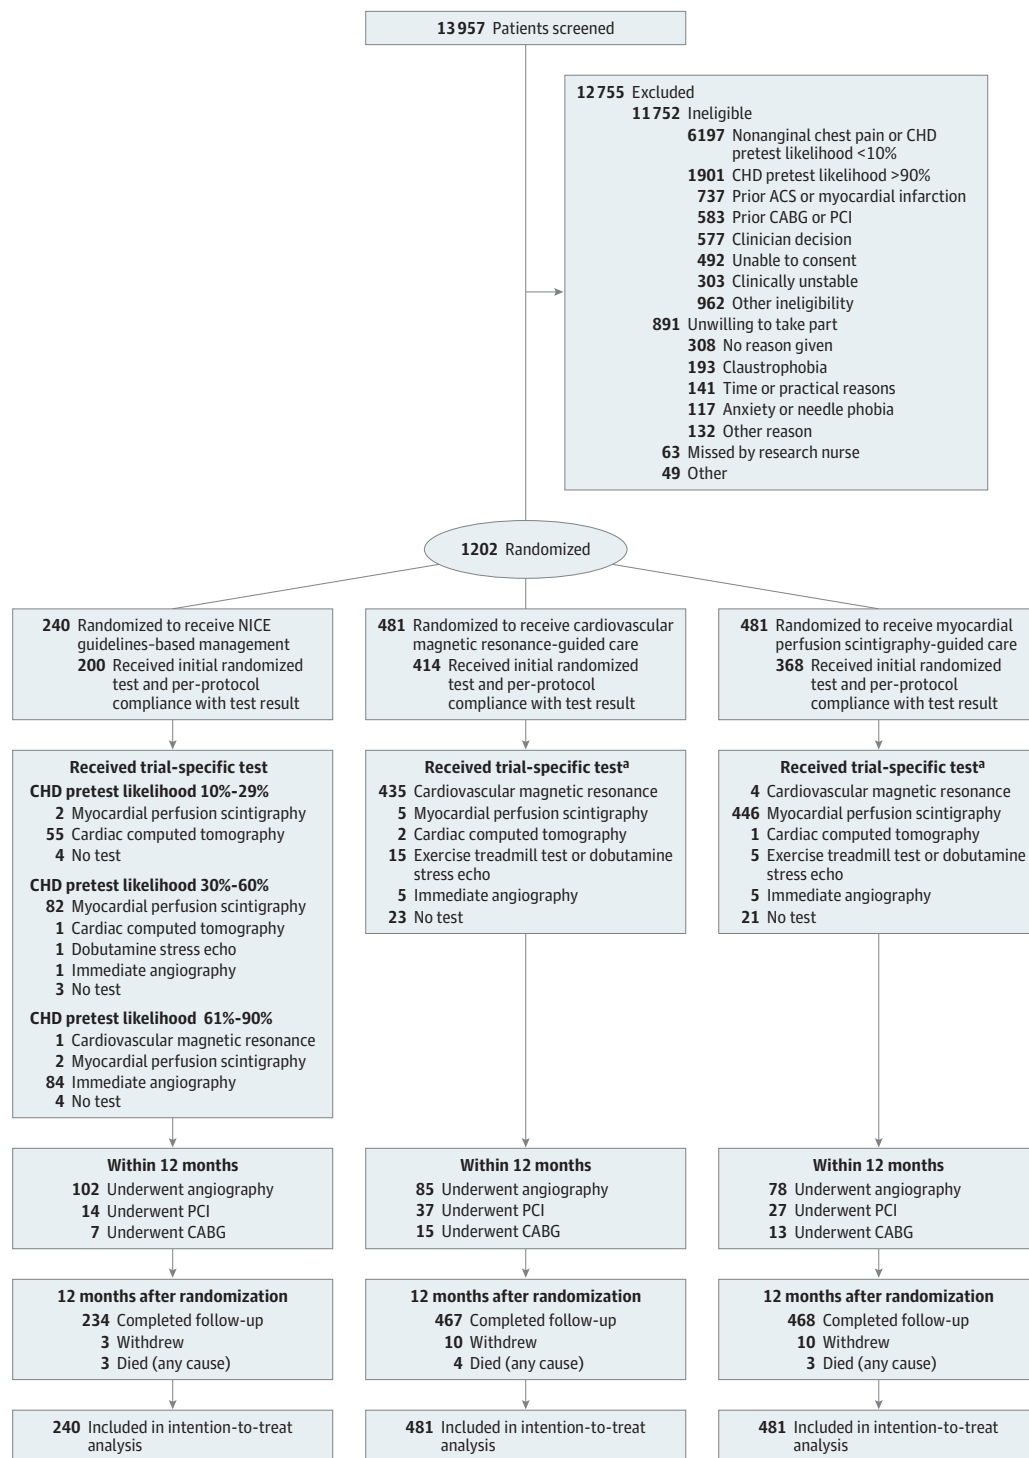 13 957 Patients screened
12 755 Excluded
11 752 Ineligible
6197 Nonanginal chest pain or CHD
pretest likelihood <10%
1901 CHD pretest likelihood >90%
737 Prior ACS or myocardial infarction
583 Prior CABG or PCI
577 Clinician decision
492 Unable to consent
303 Clinically unstable
962 Other ineligibility
891 Unwilling to take part
308 No reason given
193 Claustrophobia
141 Time or practical reasons
117 Anxiety or needle phobia
132 Other reason
63 Missed by research nurse
49 Other
1202 Randomized
240 Randomized to receive NICE
guidelines-based management
200 Received initial randomized
test and per-protocol
compliance with test result
481 Randomized to receive cardiovascular
magnetic resonance-guided care
414 Received initial randomized
test and per-protocol
compliance with test result
481 Randomized to receive myocardial
perfusion scintigraphy-guided care
368 Received initial randomized
test and per-protocol
compliance with test result
Received trial-specific test
CHD pretest likelihood 10%-29%
2 Myocardial perfusion scintigraphy
55 Cardiac computed tomography
4 No test
CHD pretest likelihood 30%-60%
82 Myocardial perfusion scintigraphy
1 Cardiac computed tomography
1 Dobutamine stress echo
1 Immediate angiography
3 No test
CHD pretest likelihood 61%-90%
1 Cardiovascular magnetic resonance
2 Myocardial perfusion scintigraphy
84 Immediate angiography
4 No test
Received trial-specific testa
435 Cardiovascular magnetic resonance
5 Myocardial perfusion scintigraphy
2 Cardiac computed tomography
15 Exercise treadmill test or dobutamine
stress echo
5 Immediate angiography
23 No test
Received trial-specific testa
4 Cardiovascular magnetic resonance
446 Myocardial perfusion scintigraphy
1 Cardiac computed tomography
5 Exercise treadmill test or dobutamine
stress echo
5 Immediate angiography
21 No test
Within 12 months
102 Underwent angiography
14 Underwent PCI
7 Underwent CABG
Within 12 months
85 Underwent angiography
37 Underwent PCI
15 Underwent CABG
Within 12 months
78 Underwent angiography
27 Underwent PCI
13 Underwent CABG
12 months after randomization
234 Completed follow-up
3 Withdrew
3 Died (any cause)
12 months after randomization
467 Completed follow-up
10 Withdrew
4 Died (any cause)
12 months after randomization
468 Completed follow-up
10 Withdrew
3 Died (any cause)
240 Included in intention-to-treat
analysis
481 Included in intention-to-treat
analysis
481 Included in intention-to-treat
analysis